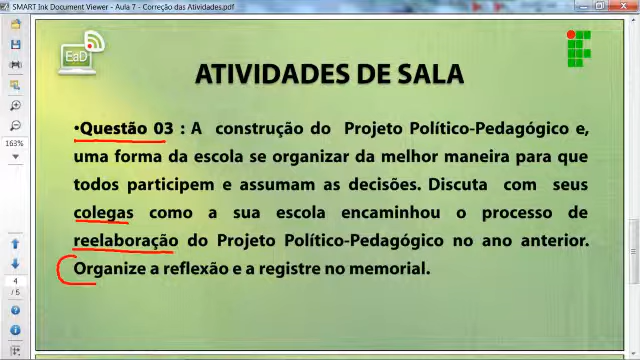 SMART Ink Document Viewer - Aula 7 - Correção das Atividades.pdf
EaD
ATIVIDADES DE SALA
•Questão 03 : A construção do Projeto Político-Pedagógico e,
uma forma da escola se organizar da melhor maneira para que
todos participem e assumam as decisões. Discuta com seus
colegas como a sua escola encaminhou o processo de
reelaboração do Projeto Político-Pedagógico no ano anterior.
Organize a reflexão e a registre no memorial.
163%
4
/ 5